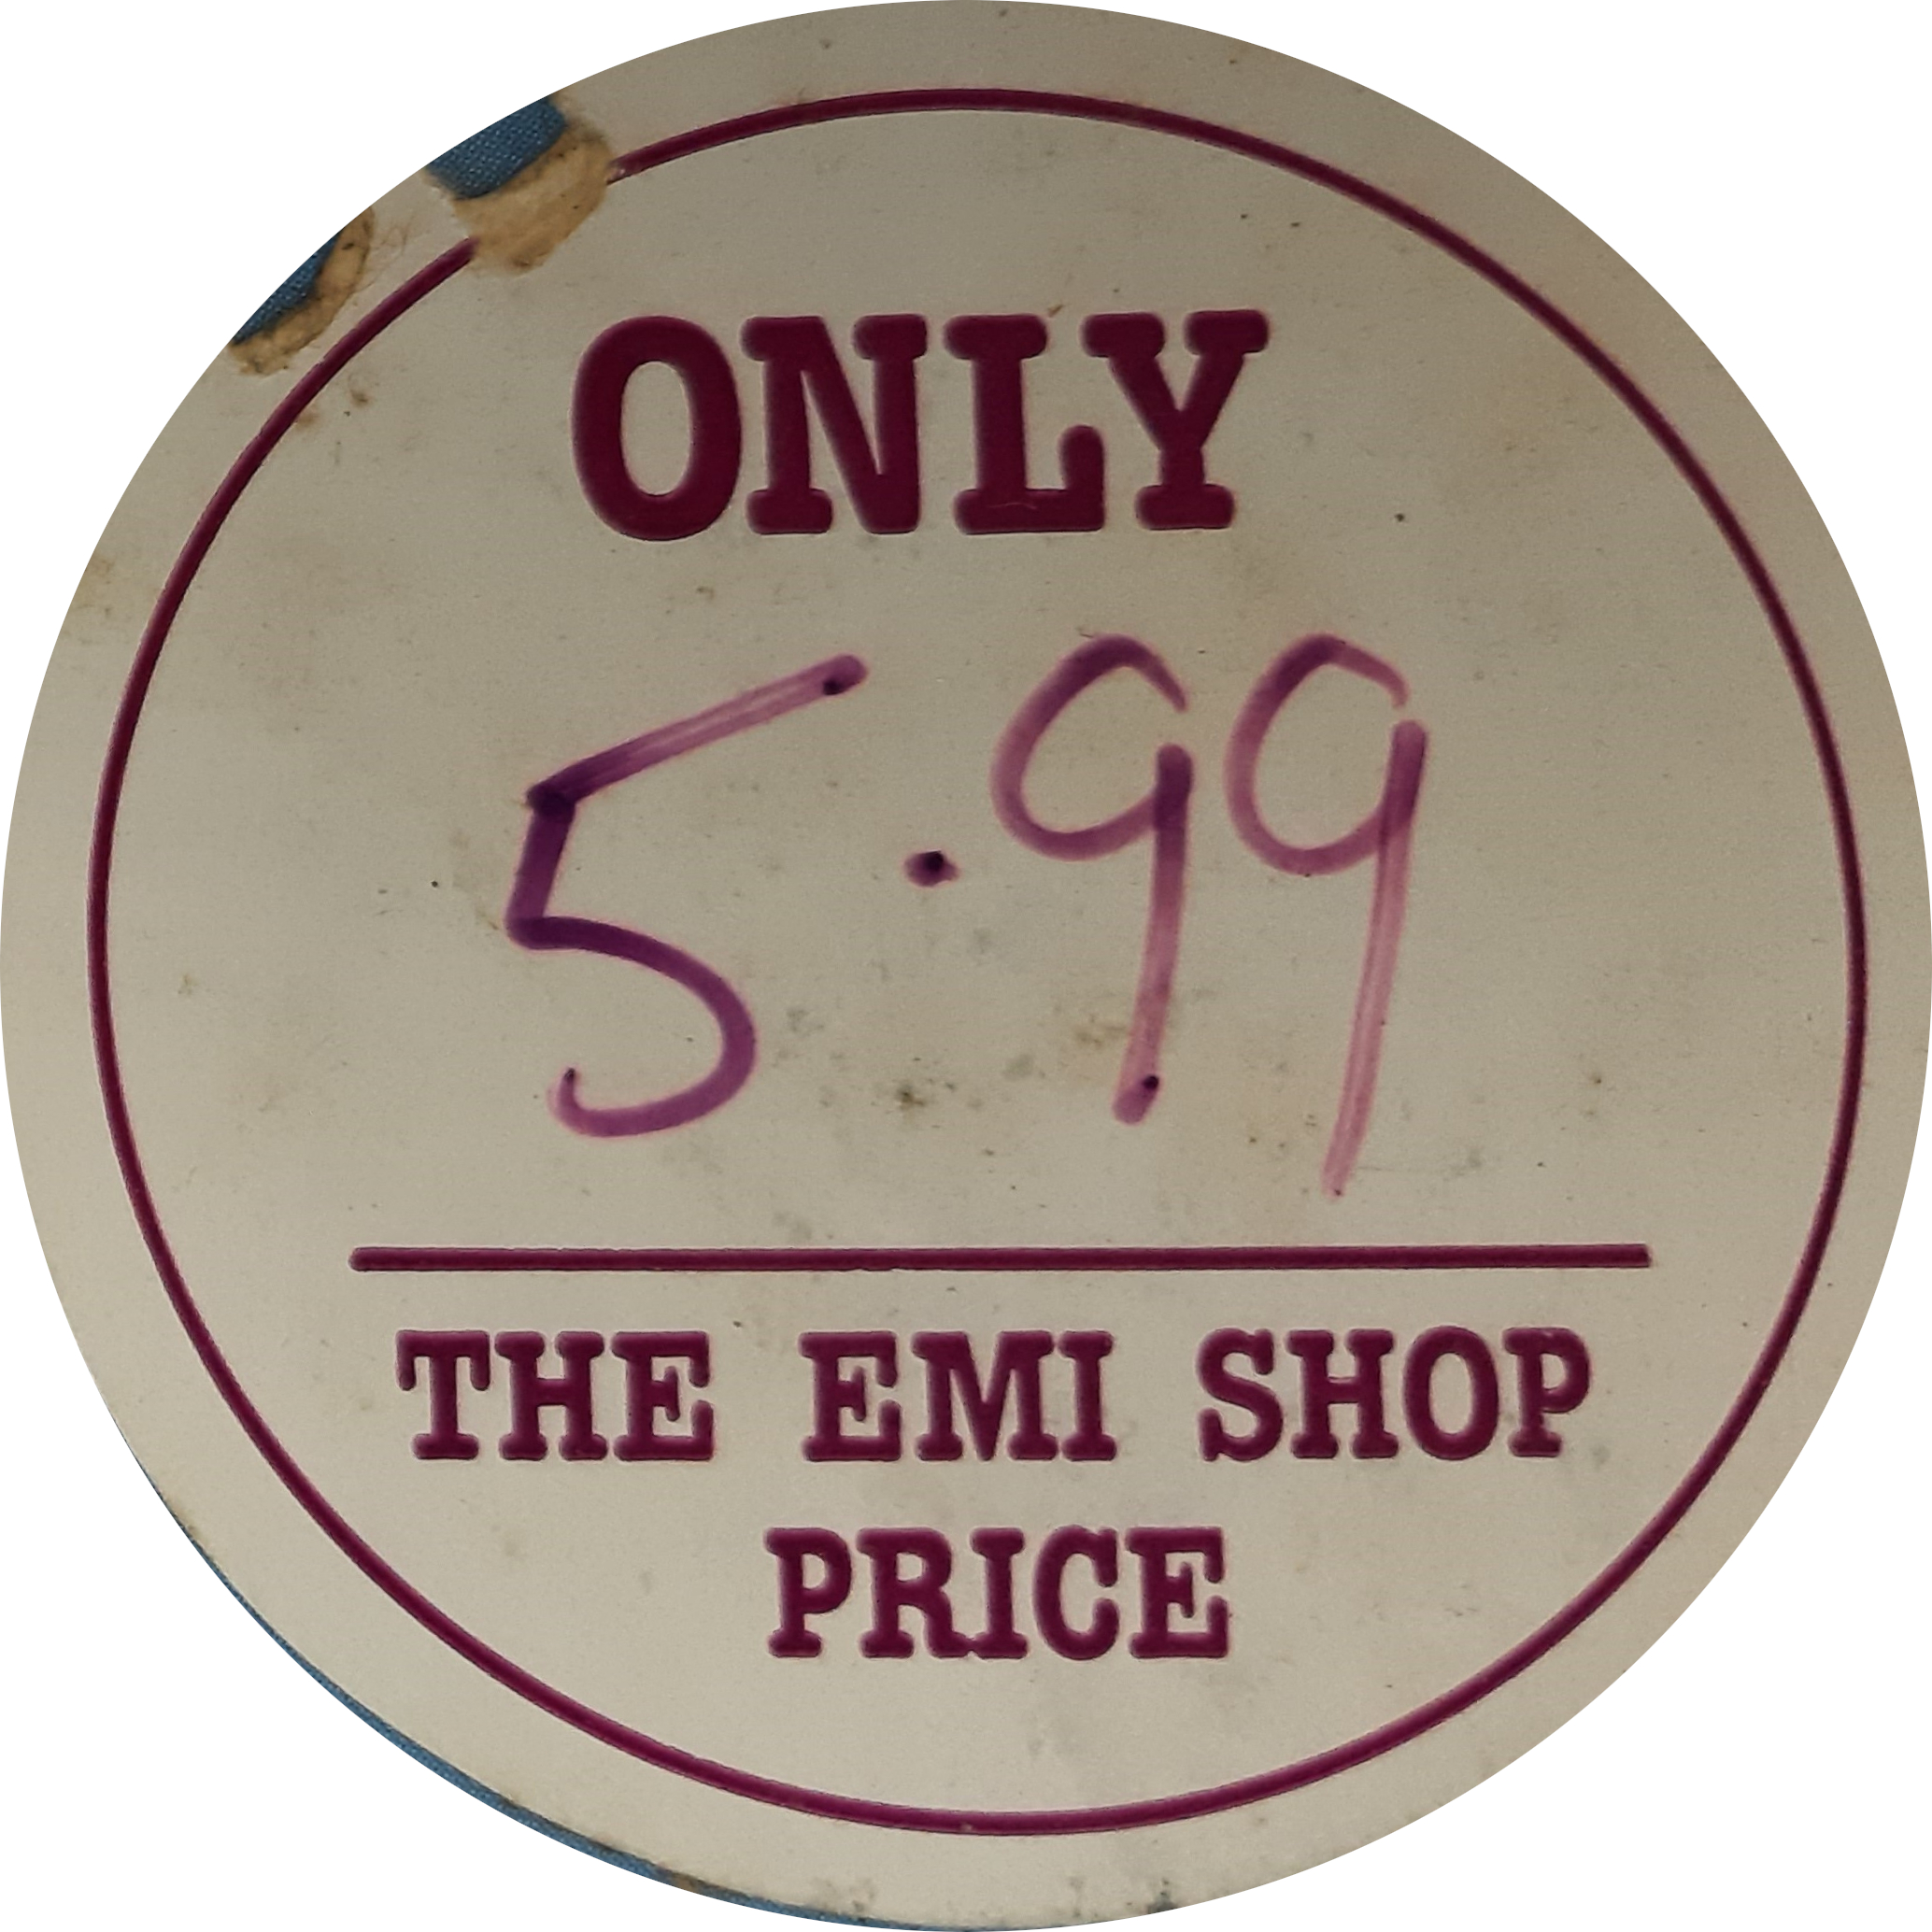 ONLY
5.99
THE EMI SHOP
PRICE